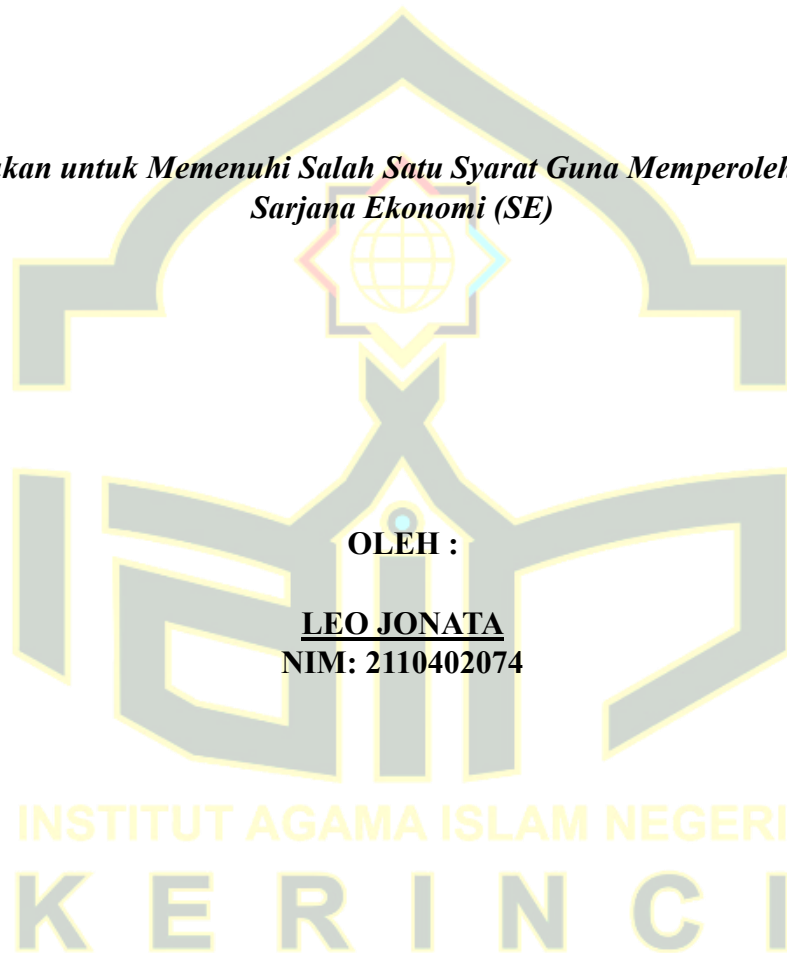 untuk Memenuhi Salah Satu Syarat Guna Memperoleh
Sarjana Ekonomi (SE)
OLEH :
LEO JONATA
NIM: 2110402074
INSTITUT AGAMA ISLAM NEGERI
KERINCI